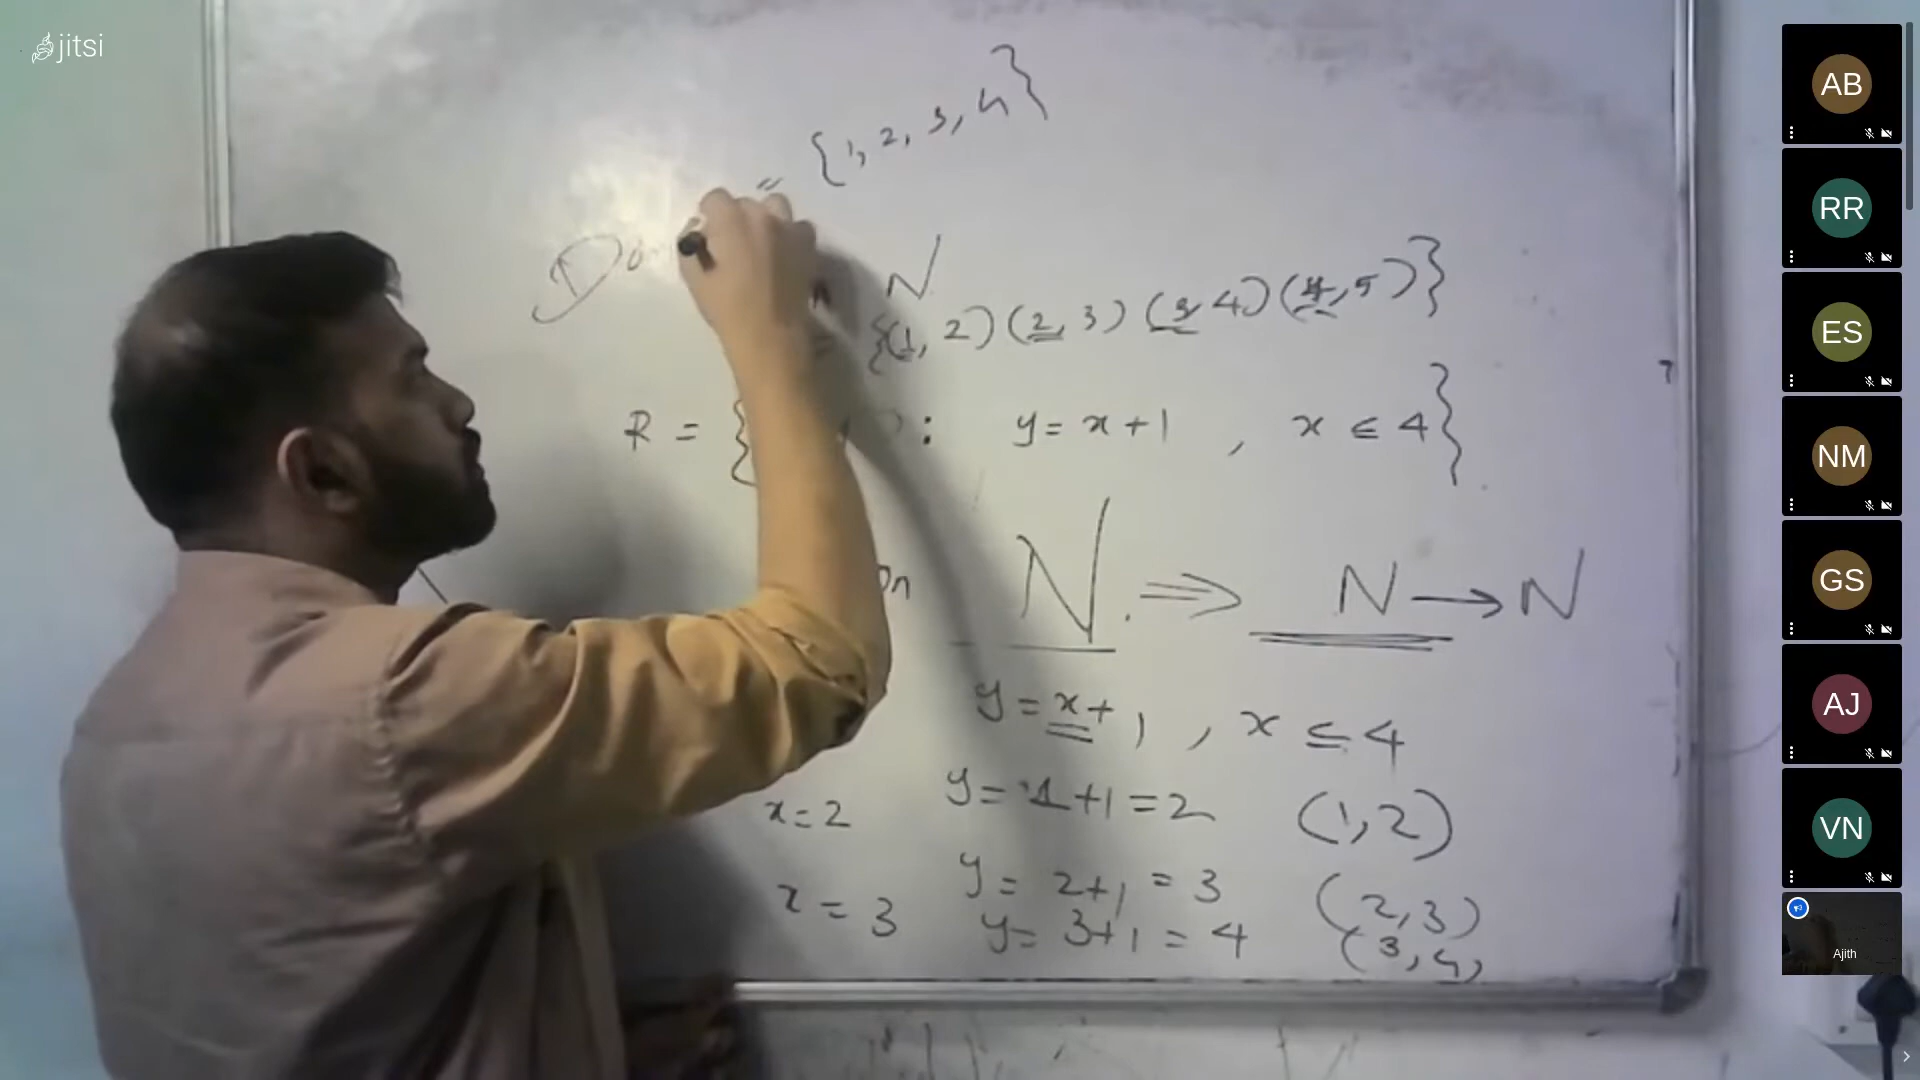 jitsi
= {1, 2, 3, 4}
Do
N
{(1, 2) (2, 3) (3, 4) (4, 5)}
R = { : y = x + 1 , x ≤ 4}
on N. ⇒ N → N
y = x + 1 , x ≤ 4
x = 2 y = 1 + 1 = 2 (1, 2)
y = 2 + 1 = 3 (2, 3)
x = 3 y = 3 + 1 = 4 (3, 4)
AB
RR
ES
NM
GS
AJ
VN
Ajith